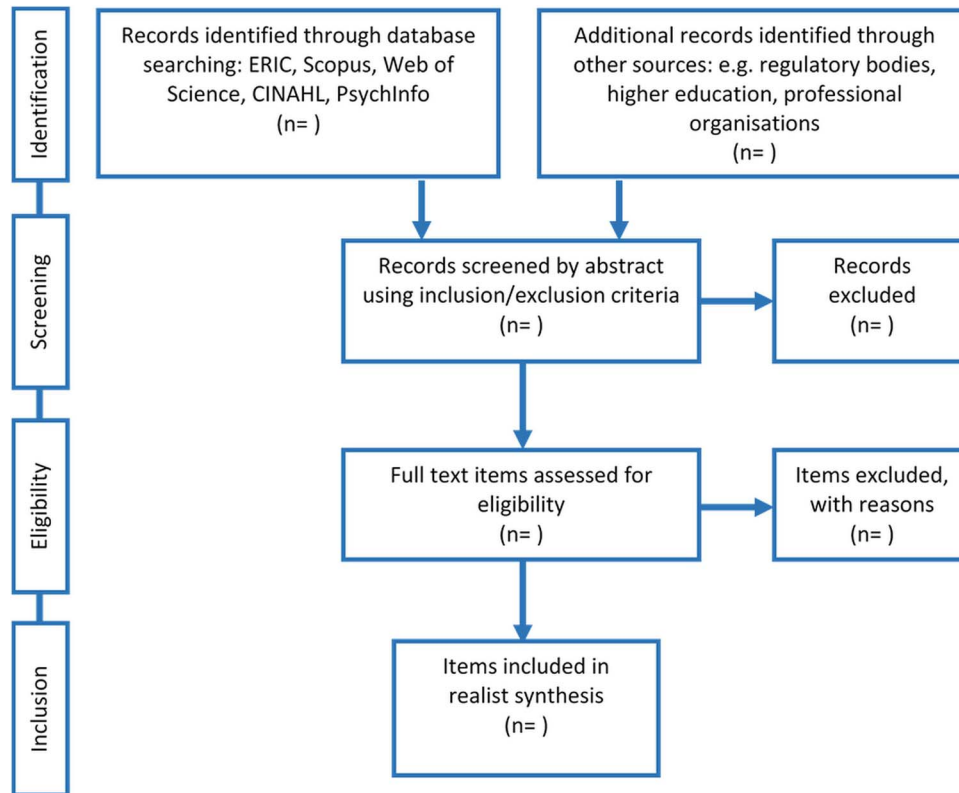 Identification
Records identified through database
searching: ERIC, Scopus, Web of
Science, CINAHL, PsychInfo
(n= )
Additional records identified through
other sources: e.g. regulatory bodies,
higher education, professional
organisations
(n= )
Screening
Records screened by abstract
using inclusion/exclusion criteria
(n= )
Records
excluded
(n= )
Eligibility
Full text items assessed for
eligibility
(n= )
Items excluded,
with reasons
(n= )
Inclusion
Items included in
realist synthesis
(n= )